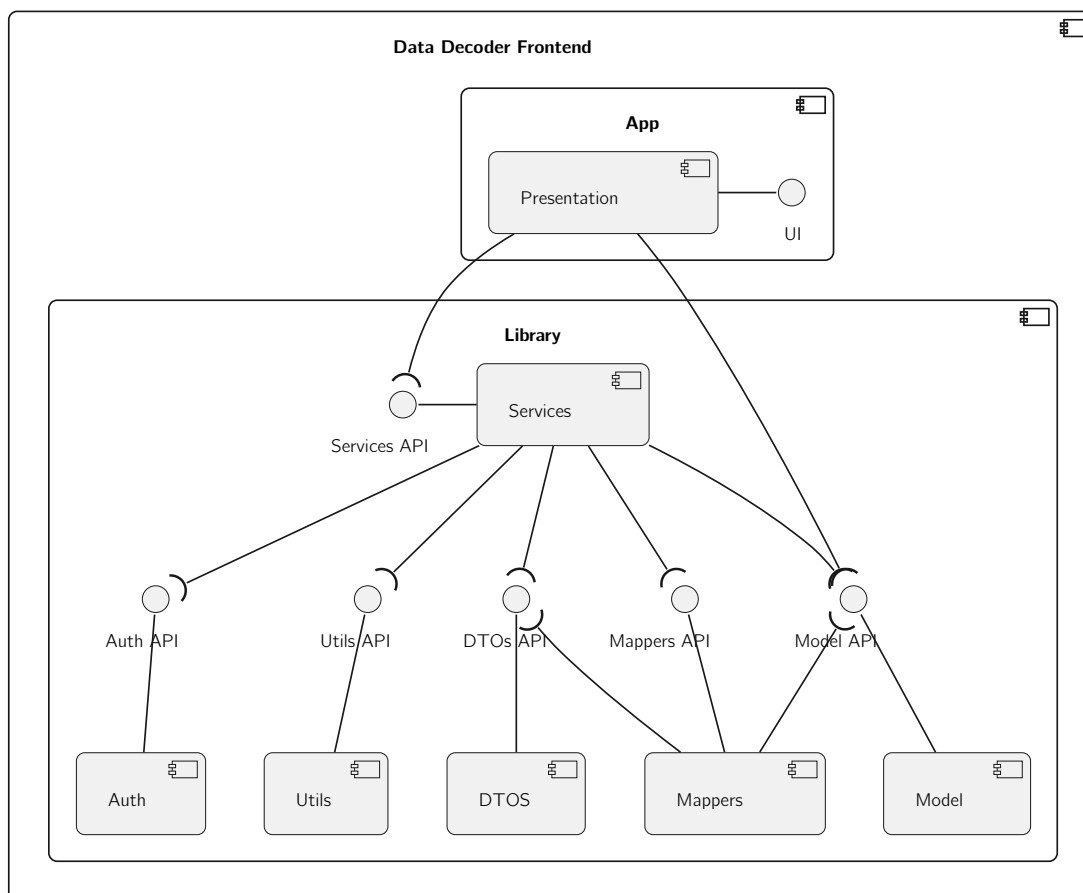 Data Decoder Frontend
App
Presentation
UI
Library
Services
Services API
Auth API
Utils API
DTOs API
Mappers API
Model API
Auth
Utils
DTOS
Mappers
Model